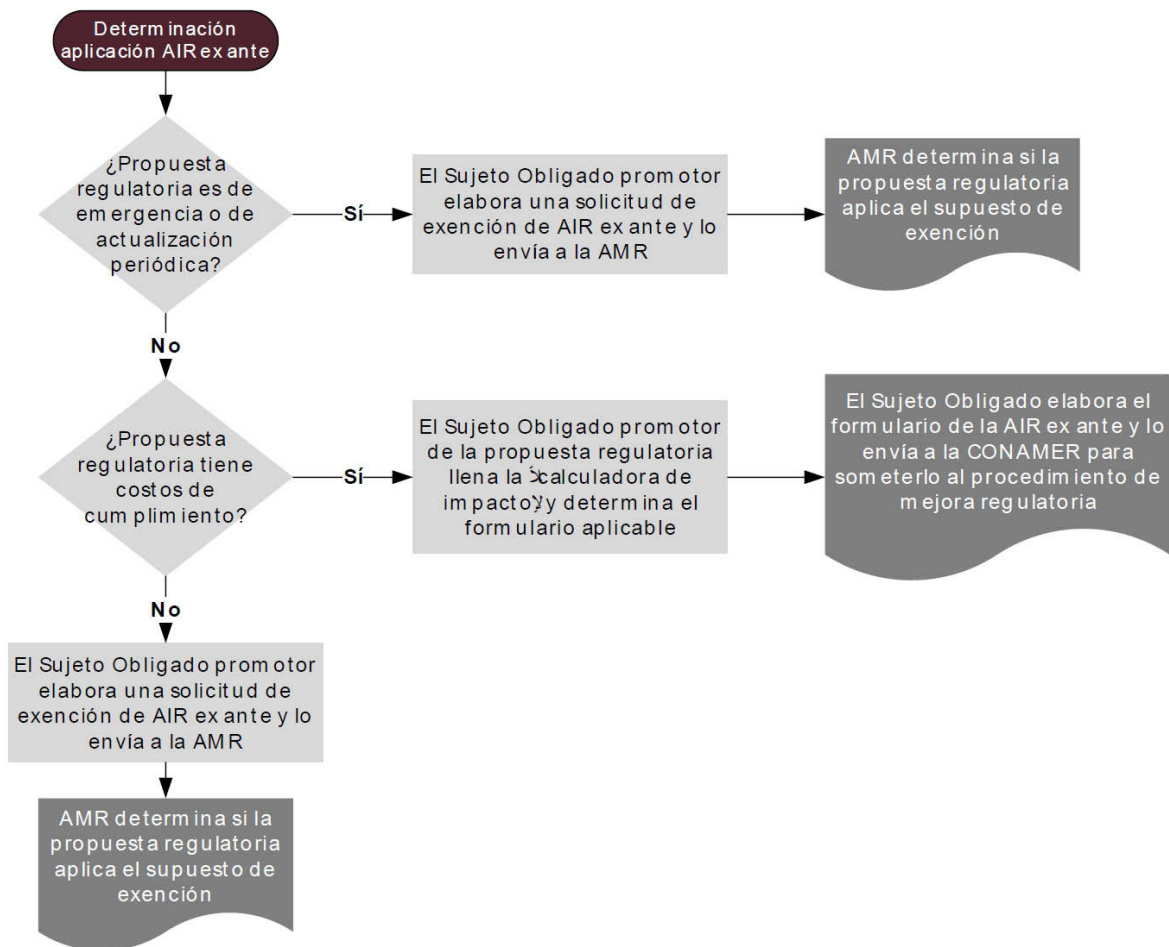 Determinación
aplicación AIR ex ante
¿Propuesta
regulatoria es de
emergencia o de
actualización
periódica?
Sí
El Sujeto Obligado promotor
elabora una solicitud de
exención de AIR ex ante y lo
envía a la AMR
AMR determina si la
propuesta regulatoria
aplica el supuesto de
exención
No
¿Propuesta
regulatoria tiene
costos de
cumplimiento?
Sí
El Sujeto Obligado promotor
de la propuesta regulatoria
llena la calculadora de
impacto y determina el
formulario aplicable
El Sujeto Obligado elabora el
formulario de la AIR ex ante y lo
envía a la CONAMER para
someterlo al procedimiento de
mejora regulatoria
No
El Sujeto Obligado promotor
elabora una solicitud de
exención de AIR ex ante y lo
envía a la AMR
AMR determina si la
propuesta regulatoria
aplica el supuesto de
exención